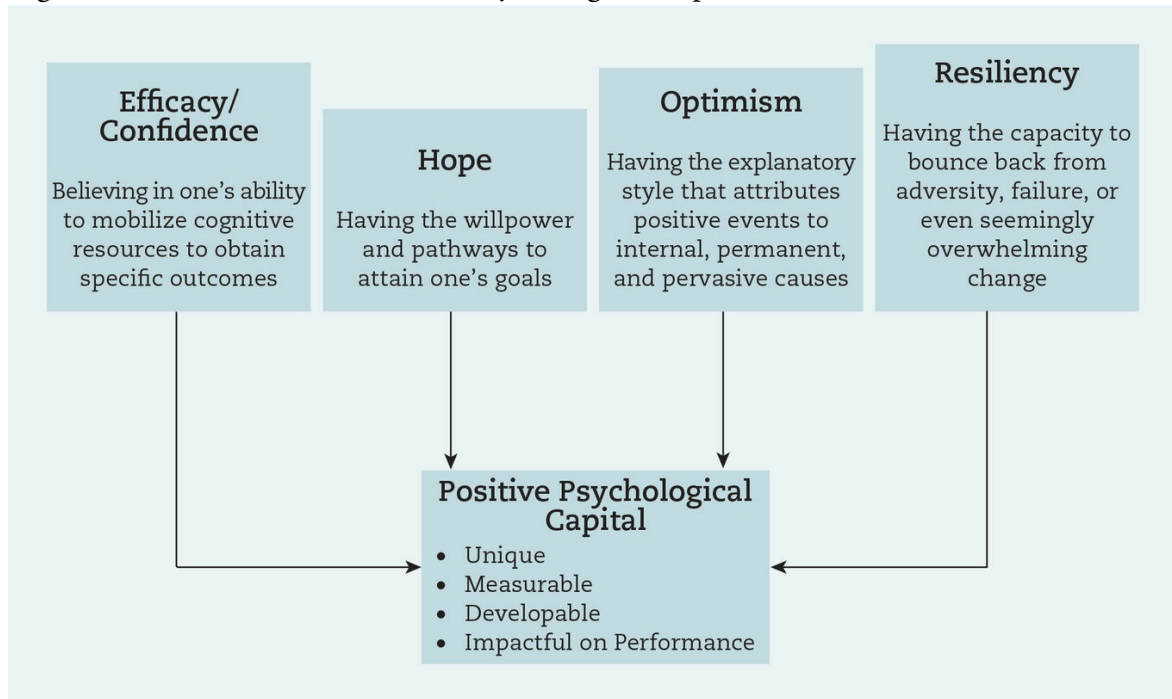 Efficacy/
Confidence
Believing in one's ability
to mobilize cognitive
resources to obtain
specific outcomes
Hope
Having the willpower
and pathways to
attain one's goals
Optimism
Having the explanatory
style that attributes
positive events to
internal, permanent,
and pervasive causes
Resiliency
Having the capacity to
bounce back from
adversity, failure, or
even seemingly
overwhelming
change
Positive Psychological
Capital
• Unique
• Measurable
• Developable
• Impactful on Performance